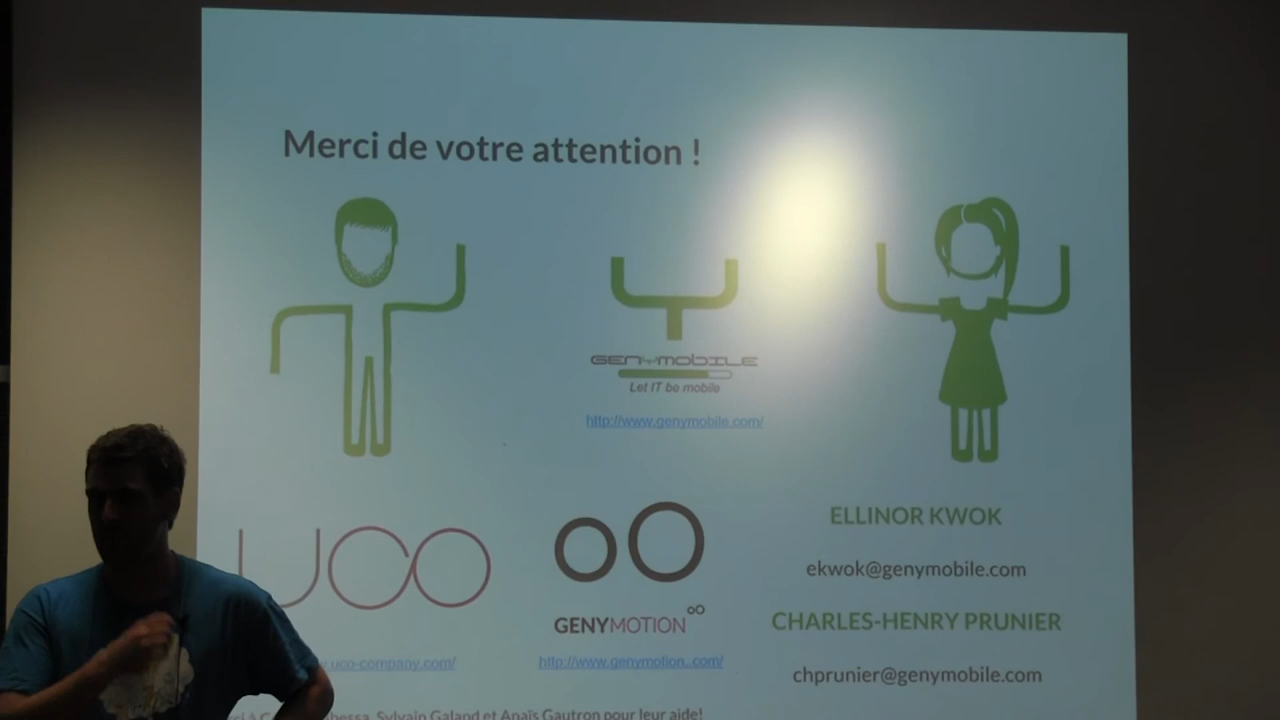 Merci de votre attention !
GENYMOBILE
Let IT be mobile
http://www.genymobile.com/
uco
GENYMOTION
ELLINOR KWOK
ekwok@genymobile.com
CHARLES-HENRY PRUNIER
chprunier@genymobile.com
.uco-company.com/
http://www.genymotion..com/
Sylvain Galand et Anaïs Gautron pour leur aide!